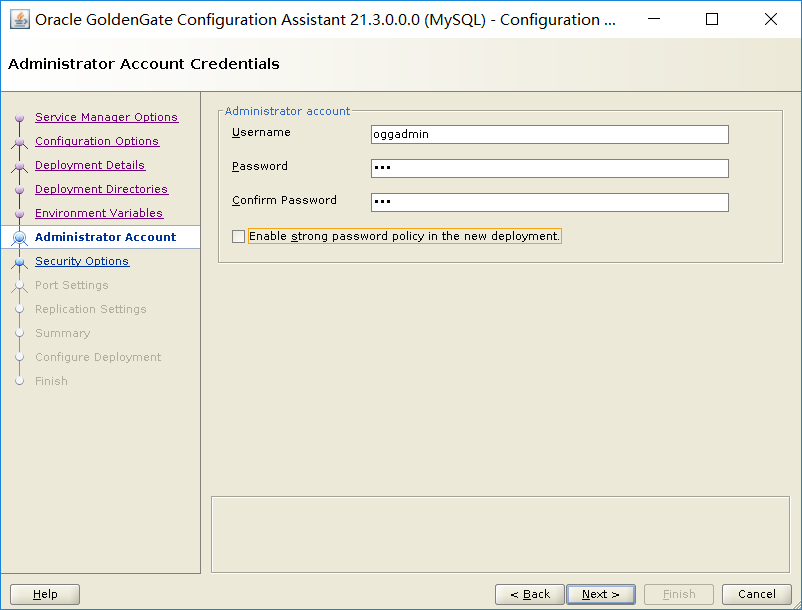 Oracle GoldenGate Configuration Assistant 21.3.0.0.0 (MySQL) - Configuration ...
Administrator Account Credentials
Service Manager Options
Configuration Options
Deployment Details
Deployment Directories
Environment Variables
Administrator Account
Security Options
Port Settings
Replication Settings
Summary
Configure Deployment
Finish
Administrator account
Username
oggadmin
Password
•••
Confirm Password
•••
Enable strong password policy in the new deployment.
Help
< Back
Next >
Finish
Cancel